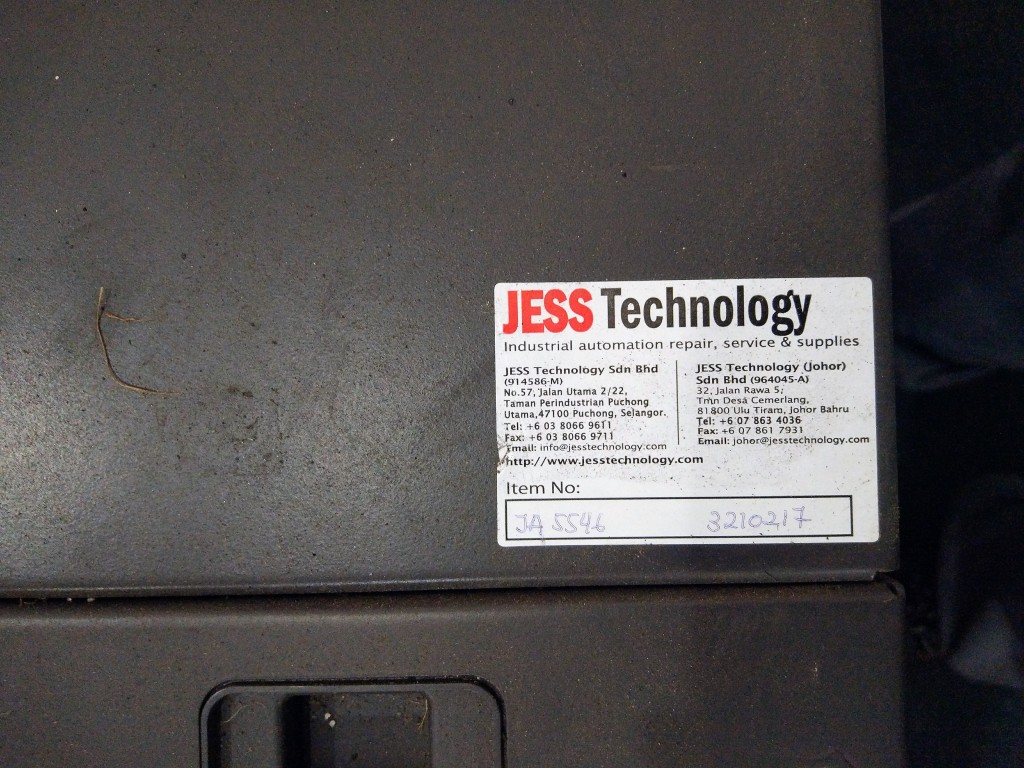 JESS Technology
Industrial automation repair, service & supplies
JESS Technology Sdn Bhd
(914586-M)
No.57, Jalan Utama 2/22,
Taman Perindustrian Puchong
Utama,47100 Puchong, Selangor.
Tel: +6 03 8066 9611
Fax: +6 03 8066 9711
Email: info@jesstechnology.com
http://www.jesstechnology.com
JESS Technology (Johor)
Sdn Bhd (964045-A)
32, Jalan Rawa 5,
Tmn Desa Cemerlang,
81800 Ulu Tiram, Johor Bahru
Tel: +6 07 863 4036
Fax: +6 07 861 7931
Email: johor@jesstechnology.com
Item No:
JA 5546 3210217